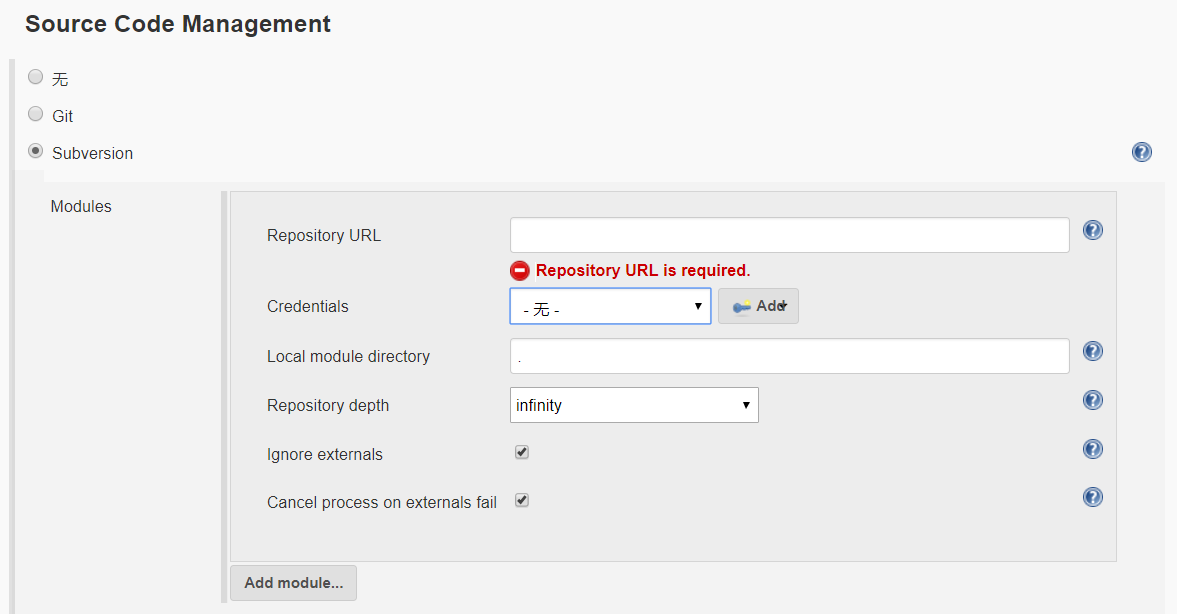 Source Code Management
无
Git
Subversion
Modules
Repository URL
Repository URL is required.
Credentials
- 无 -
Add
Local module directory
.
Repository depth
infinity
Ignore externals
Cancel process on externals fail
Add module...